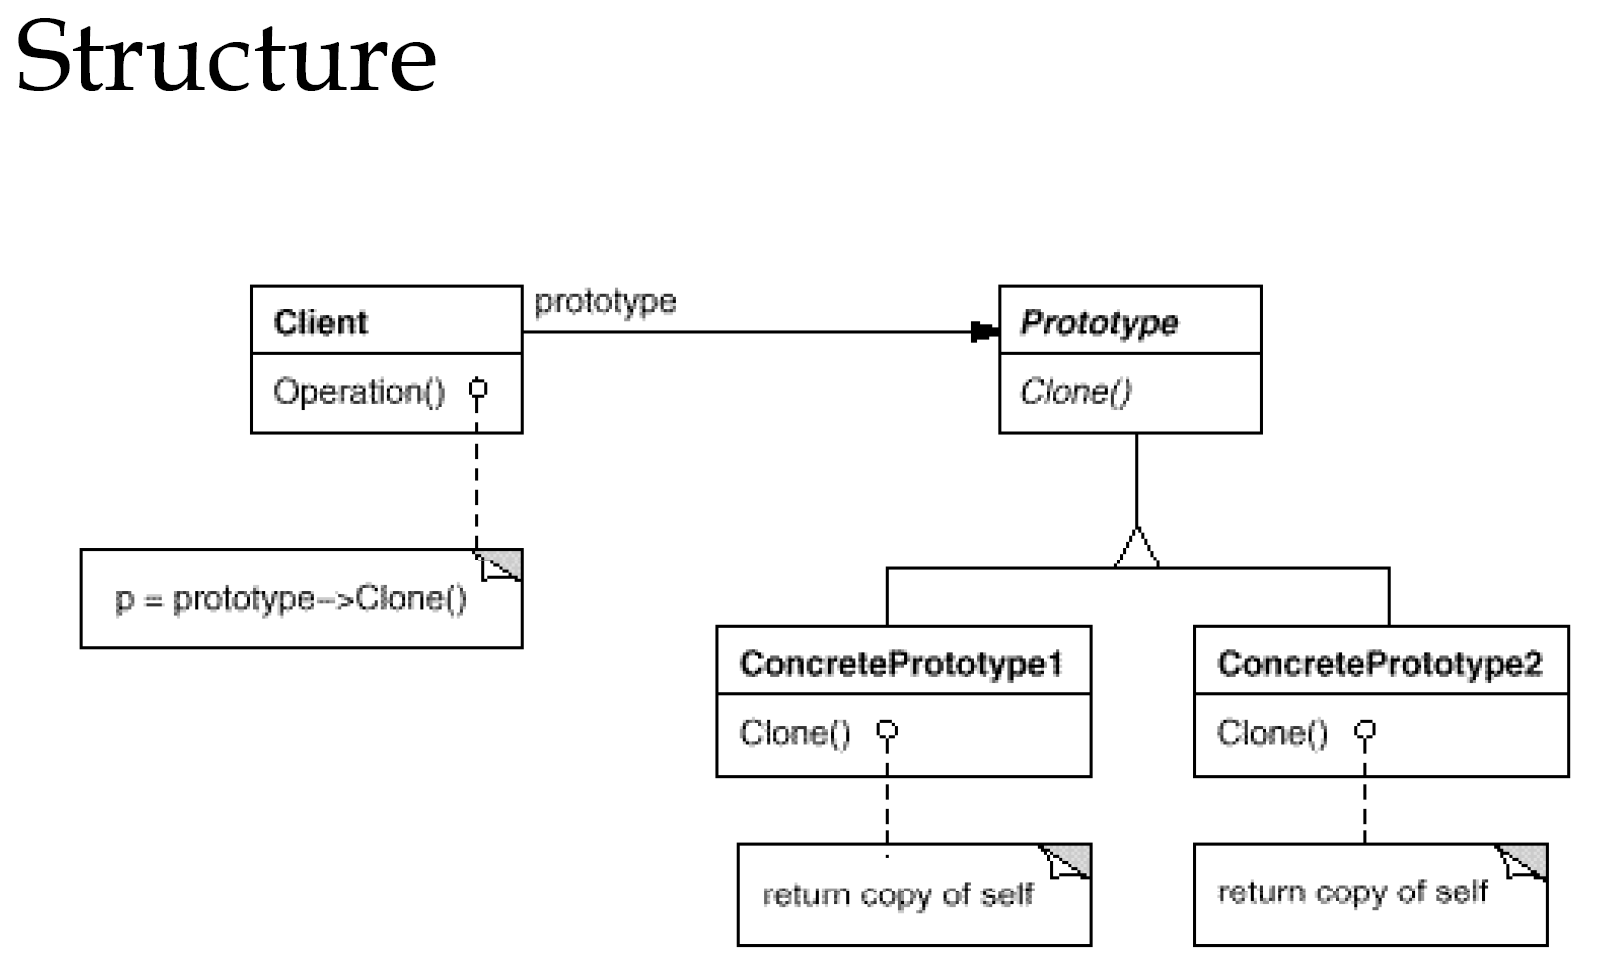 Structure
Client
prototype
Prototype
Operation()
Clone()
p = prototype->Clone()
ConcretePrototype1
ConcretePrototype2
Clone()
Clone()
return copy of self
return copy of self